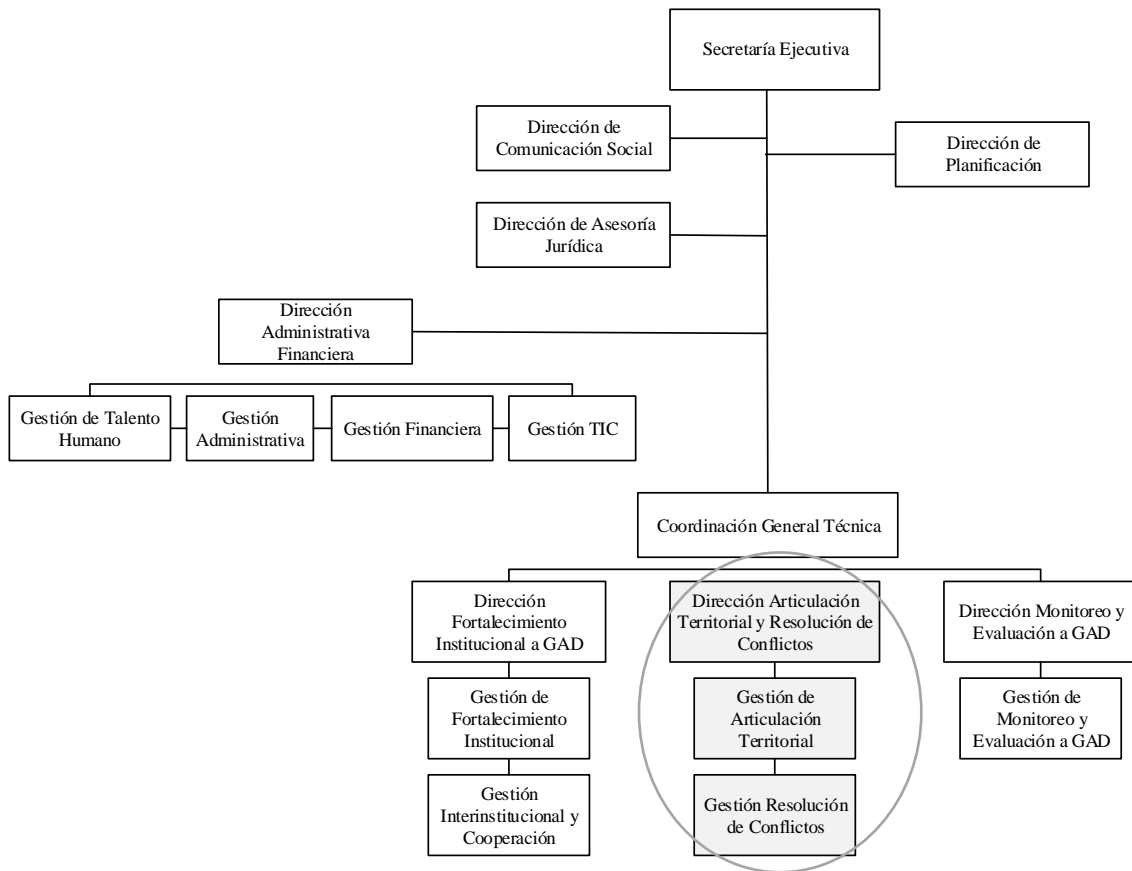 Secretaría Ejecutiva
Dirección de
Comunicación Social
Dirección de
Planificación
Dirección de Asesoría
Jurídica
Dirección
Administrativa
Financiera
Gestión de Talento
Humano
Gestión
Administrativa
Gestión Financiera
Gestión TIC
Coordinación General Técnica
Dirección
Fortalecimiento
Institucional a GAD
Dirección Articulación
Territorial y Resolución de
Conflictos
Dirección Monitoreo y
Evaluación a GAD
Gestión de
Fortalecimiento
Institucional
Gestión de
Articulación
Territorial
Gestión de
Monitoreo y
Evaluación a GAD
Gestión
Interinstitucional y
Cooperación
Gestión Resolución
de Conflictos